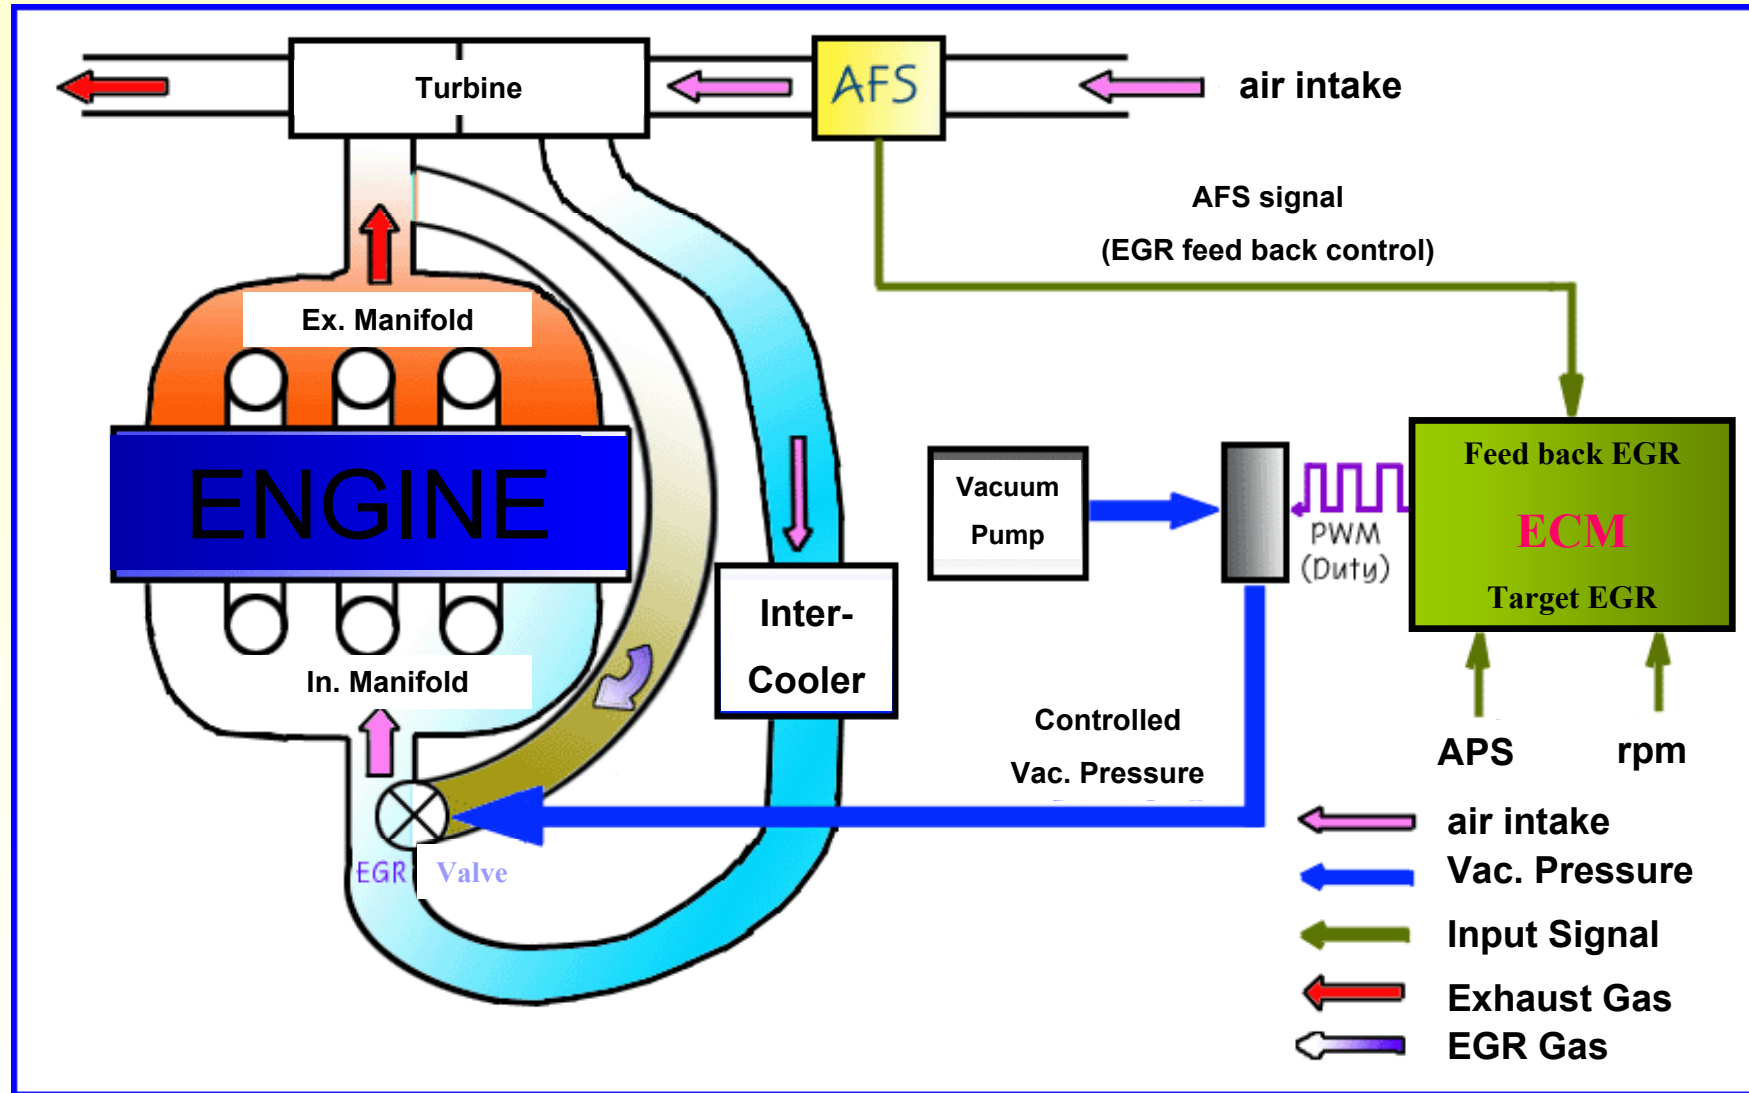 Turbine
AFS
air intake
AFS signal
(EGR feed back control)
Ex. Manifold
ENGINE
Vacuum
Pump
PWM
(Duty)
Feed back EGR
ECM
Target EGR
Inter-
Cooler
In. Manifold
Controlled
Vac. Pressure
APS
rpm
EGR Valve
air intake
Vac. Pressure
Input Signal
Exhaust Gas
EGR Gas